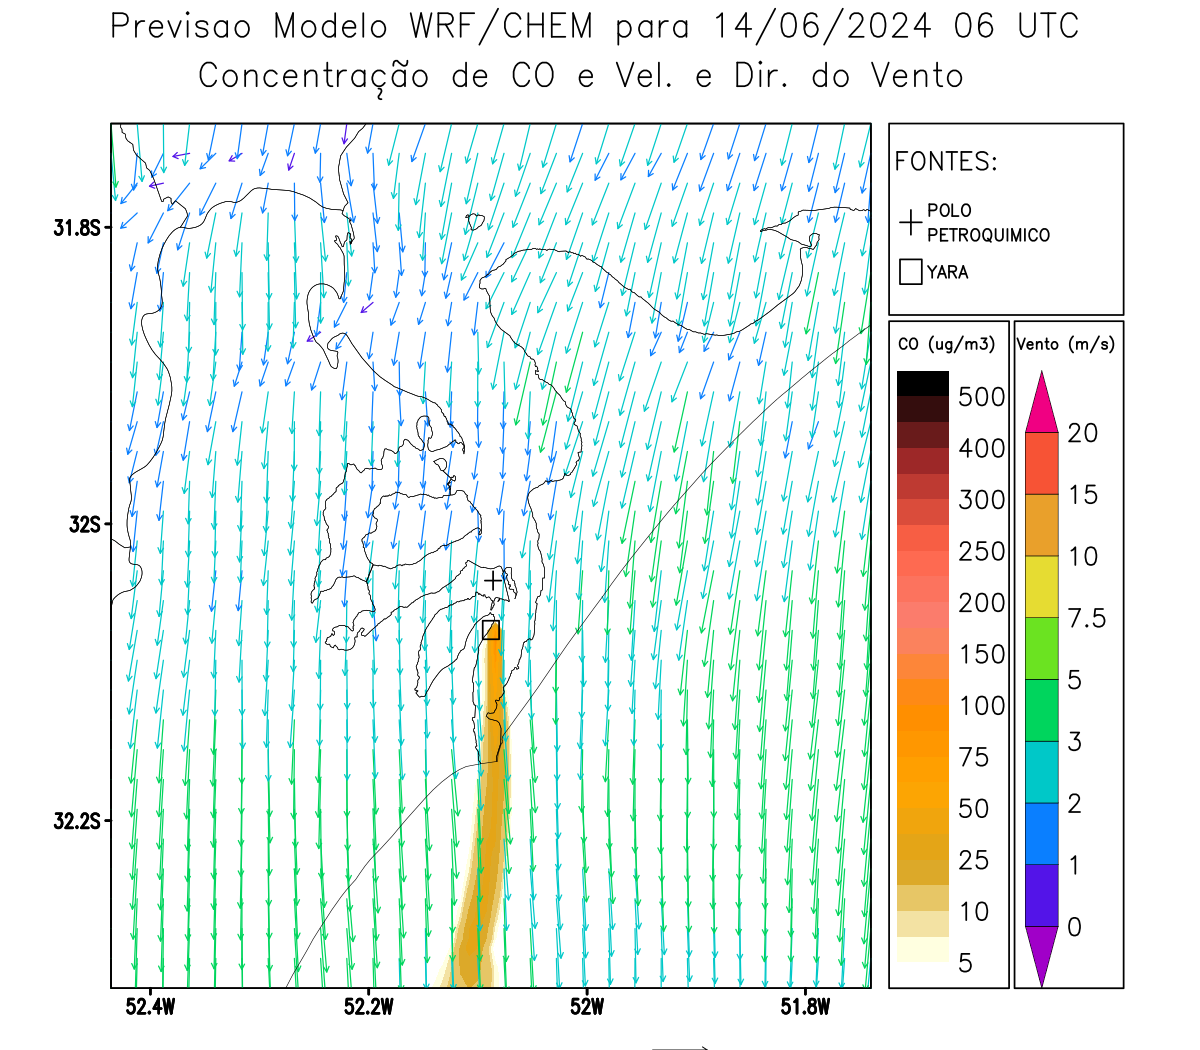 Previsao Modelo WRF/CHEM para 14/06/2024 06 UTC
Concentração de CO e Vel. e Dir. do Vento
FONTES:
POLO
PETROQUIMICO
YARA
CO (ug/m3)
500
400
300
250
200
150
100
75
50
25
10
5
Vento (m/s)
20
15
10
7.5
5
3
2
1
0
31.8S
32S
32.2S
52.4W
52.2W
52W
51.8W